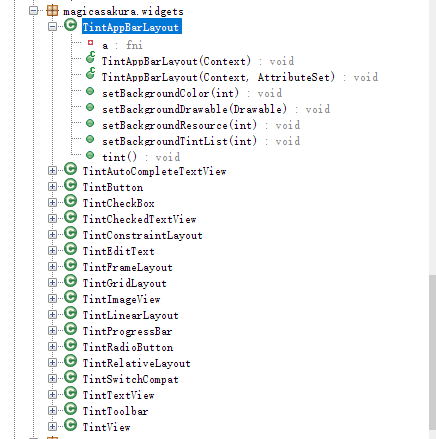 magicasakura.widgets
TintAppBarLayout
a : fni
TintAppBarLayout(Context) : void
TintAppBarLayout(Context, AttributeSet) : void
setBackgroundColor(int) : void
setBackgroundDrawable(Drawable) : void
setBackgroundResource(int) : void
setBackgroundTintList(int) : void
tint() : void
TintAutoCompleteTextView
TintButton
TintCheckBox
TintCheckedTextView
TintConstraintLayout
TintEditText
TintFrameLayout
TintGridLayout
TintImageView
TintLinearLayout
TintProgressBar
TintRadioButton
TintRelativeLayout
TintSwitchCompat
TintTextView
TintToolbar
TintView